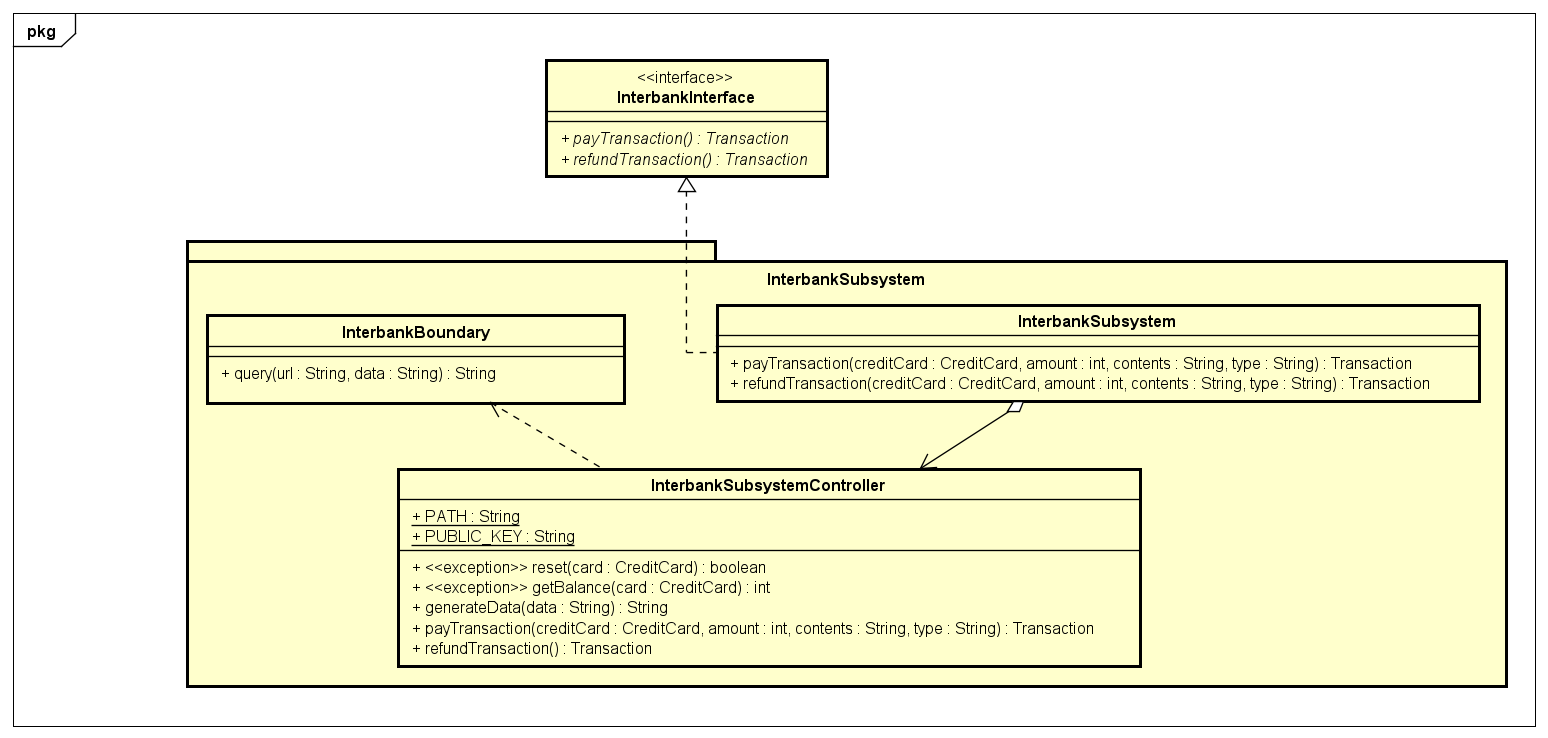 pkg
<<interface>>
InterbankInterface
+ payTransaction() : Transaction
+ refundTransaction() : Transaction
InterbankSubsystem
InterbankBoundary
+ query(url : String, data : String) : String
InterbankSubsystem
+ payTransaction(creditCard : CreditCard, amount : int, contents : String, type : String) : Transaction
+ refundTransaction(creditCard : CreditCard, amount : int, contents : String, type : String) : Transaction
InterbankSubsystemController
+ PATH : String
+ PUBLIC_KEY : String
+ <<exception>> reset(card : CreditCard) : boolean
+ <<exception>> getBalance(card : CreditCard) : int
+ generateData(data : String) : String
+ payTransaction(creditCard : CreditCard, amount : int, contents : String, type : String) : Transaction
+ refundTransaction() : Transaction